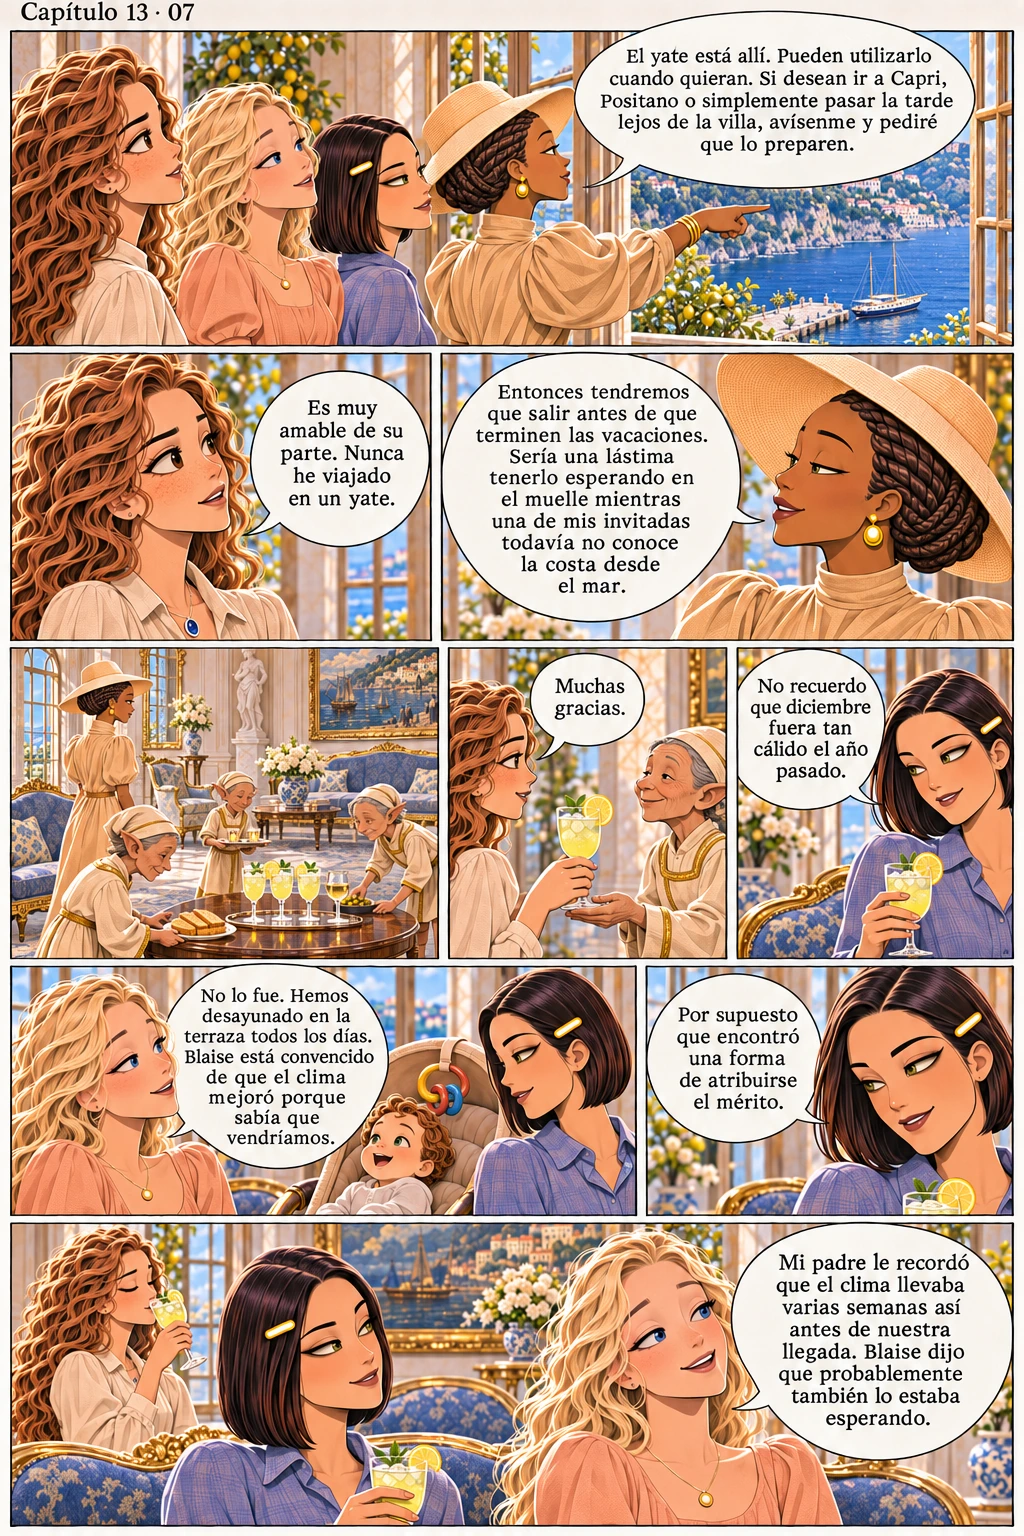 Capítulo 13 · 07
El yate está allí. Pueden utilizarlo
cuando quieran. Si desean ir a Capri,
Positano o simplemente pasar la tarde
lejos de la villa, avísenme y pediré
que lo preparen.
Es muy
amable de su
parte. Nunca
he viajado
en un yate.
Entonces tendremos
que salir antes de que
terminen las vacaciones.
Sería una lástima
tenerlo esperando en
el muelle mientras
una de mis invitadas
todavía no conoce
la costa desde
el mar.
Muchas
gracias.
No recuerdo
que diciembre
fuera tan
cálido el año
pasado.
No lo fue. Hemos
desayunado en la
terraza todos los días.
Blaise está convencido
de que el clima
mejoró porque
sabía que
vendríamos.
Por supuesto
que encontró
una forma
de atribuirse
el mérito.
Mi padre le recordó
que el clima llevaba
varias semanas así
antes de nuestra
llegada. Blaise dijo
que probablemente
también lo estaba
esperando.